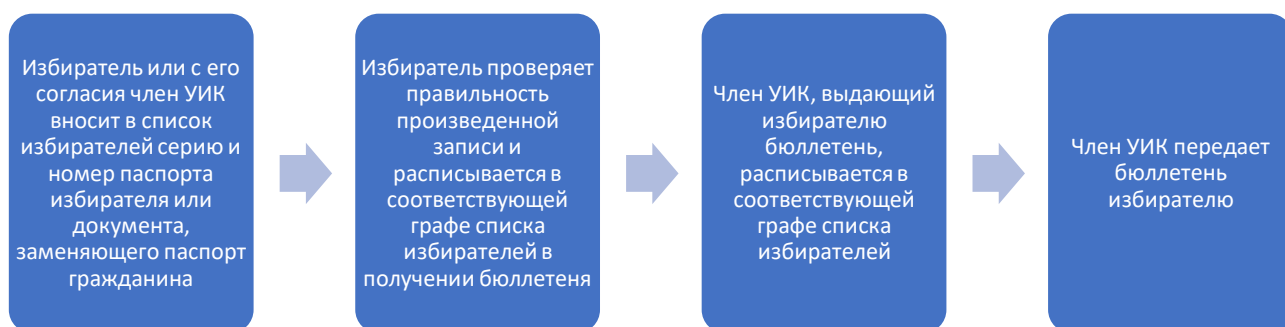 Избиратель или с его
согласия член УИК
вносит в список
избирателей серию и
номер паспорта
избирателя или
документа,
заменяющего паспорт
гражданина
Избиратель проверяет
правильность
произведенной
записи и
расписывается в
соответствующей
графе списка
избирателей в
получении бюллетеня
Член УИК, выдающий
избирателю
бюллетень,
расписывается в
соответствующей
графе списка
избирателей
Член УИК передает
бюллетень
избирателю